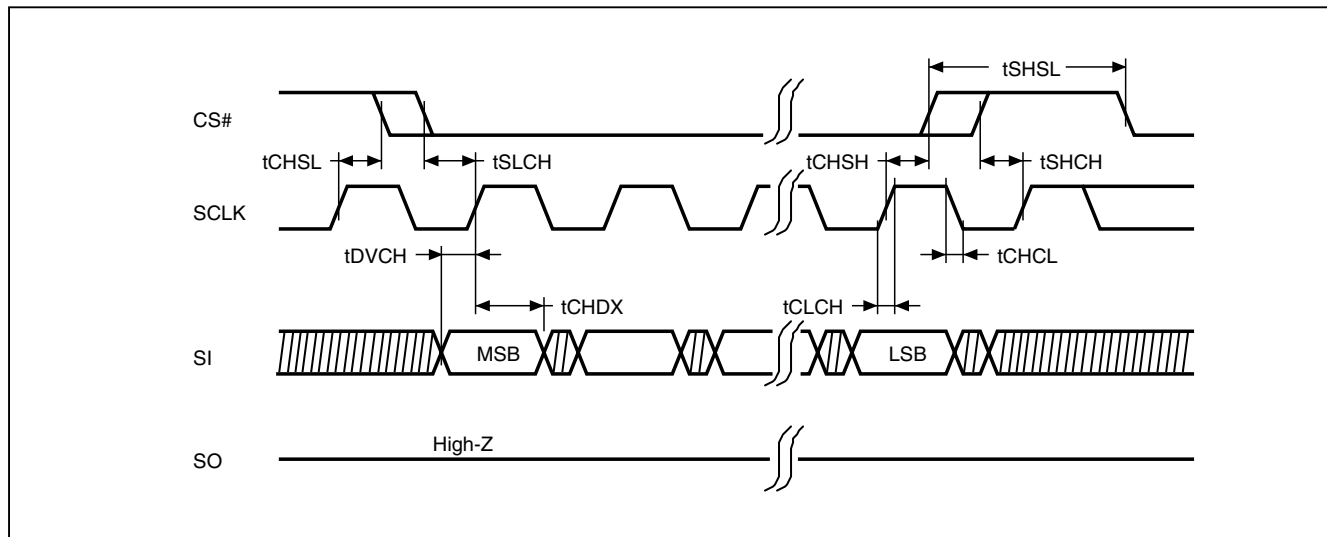 tSHSL
CS#
tCHSL
tSLCH
tCHSH
tSHCH
SCLK
tDVCH
tCHCL
tCHDX
tCLCH
SI
MSB
LSB
High-Z
SO